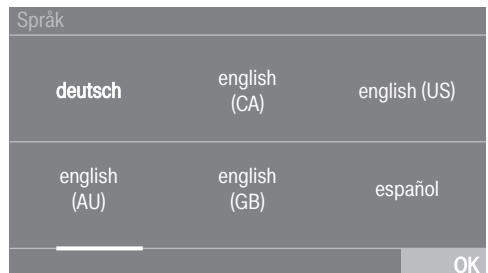 Språk
deutsch
english
(CA)
english (US)
english
(AU)
english
(GB)
español
OK